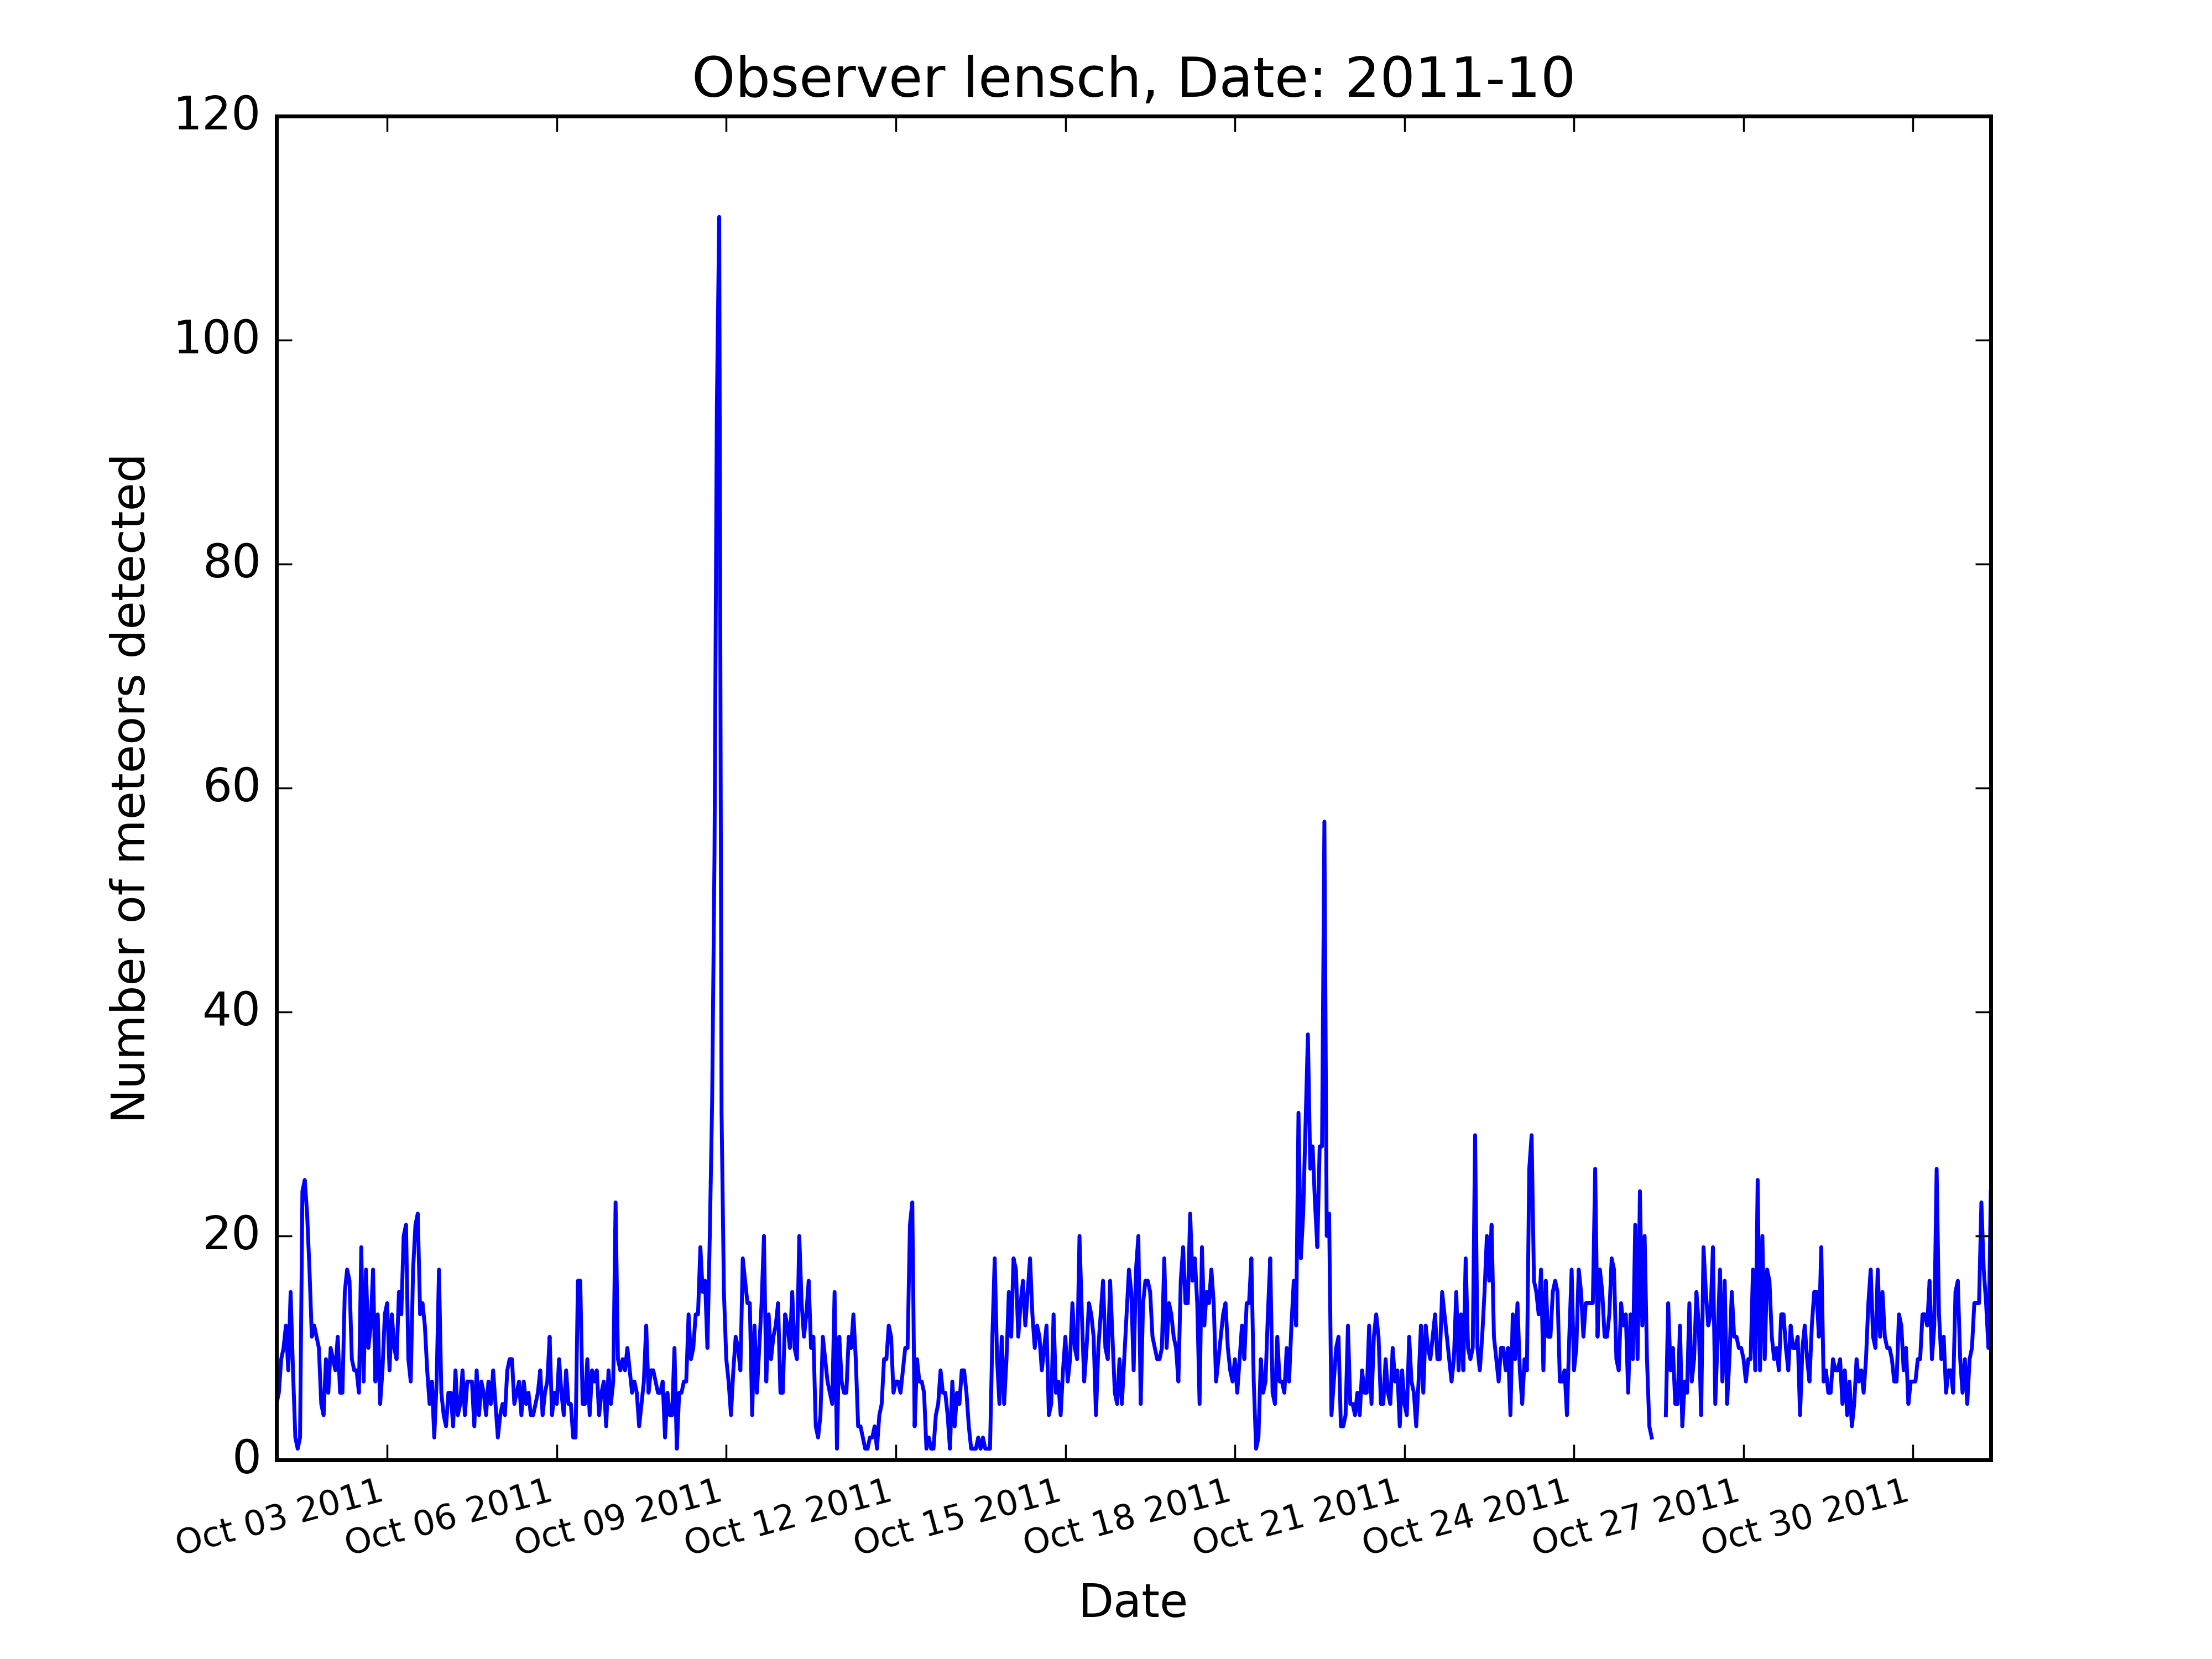 Observer lensch, Date: 2011-10
120
100
80
60
40
20
0
Number of meteors detected
Oct 03 2011
Oct 06 2011
Oct 09 2011
Oct 12 2011
Oct 15 2011
Oct 18 2011
Oct 21 2011
Oct 24 2011
Oct 27 2011
Oct 30 2011
Date